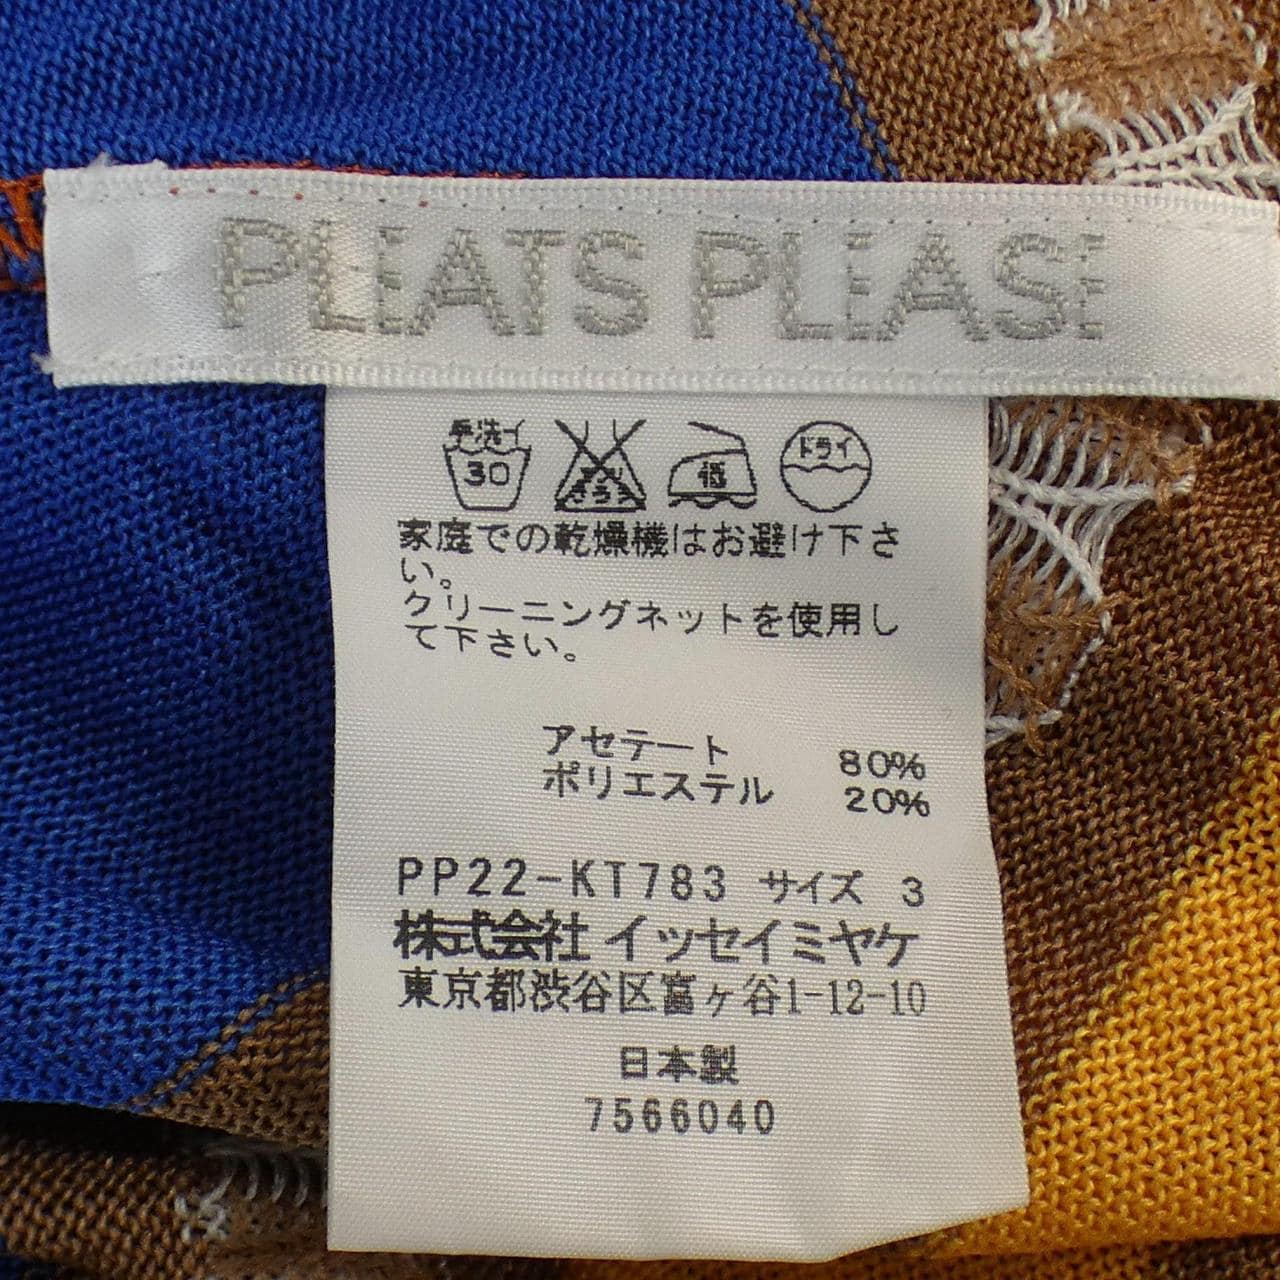 PLEATS PLEASE
手洗イ 30 低 ドライ
家庭での乾燥機はお避け下さ
い。
クリーニングネットを使用し
て下さい。
アセテート 80%
ポリエステル 20%
PP22-KT783 サイズ 3
株式会社 イッセイミヤケ
東京都渋谷区富ヶ谷1-12-10
日本製
7566040